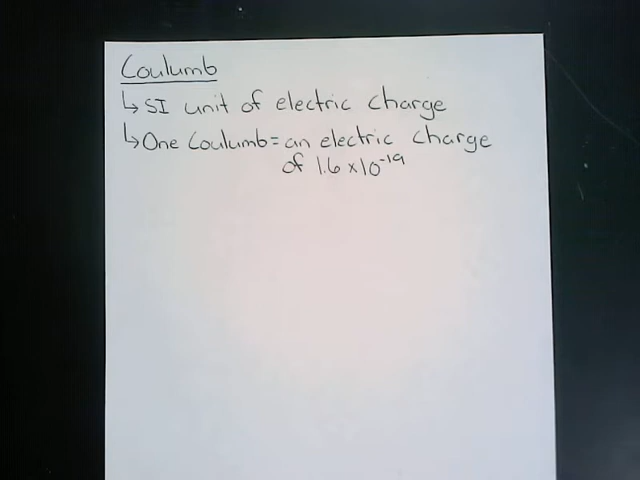 Coulumb
↳ SI unit of electric charge
↳ One Coulumb = an electric charge
of 1.6 x 10⁻¹⁹